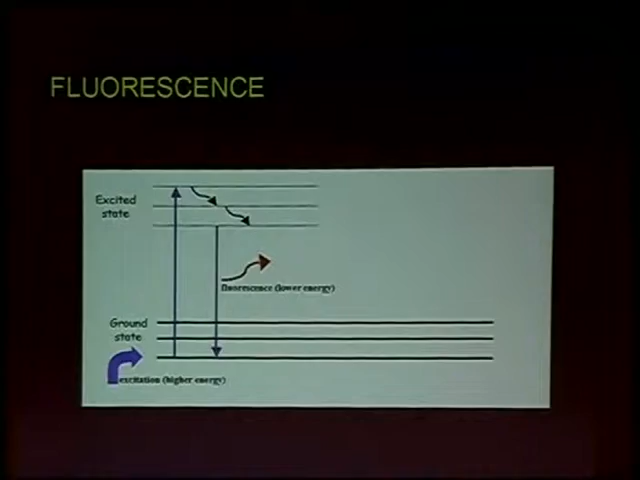 FLUORESCENCE
Excited
state
fluorescence (lower energy)
Ground
state
excitation (higher energy)